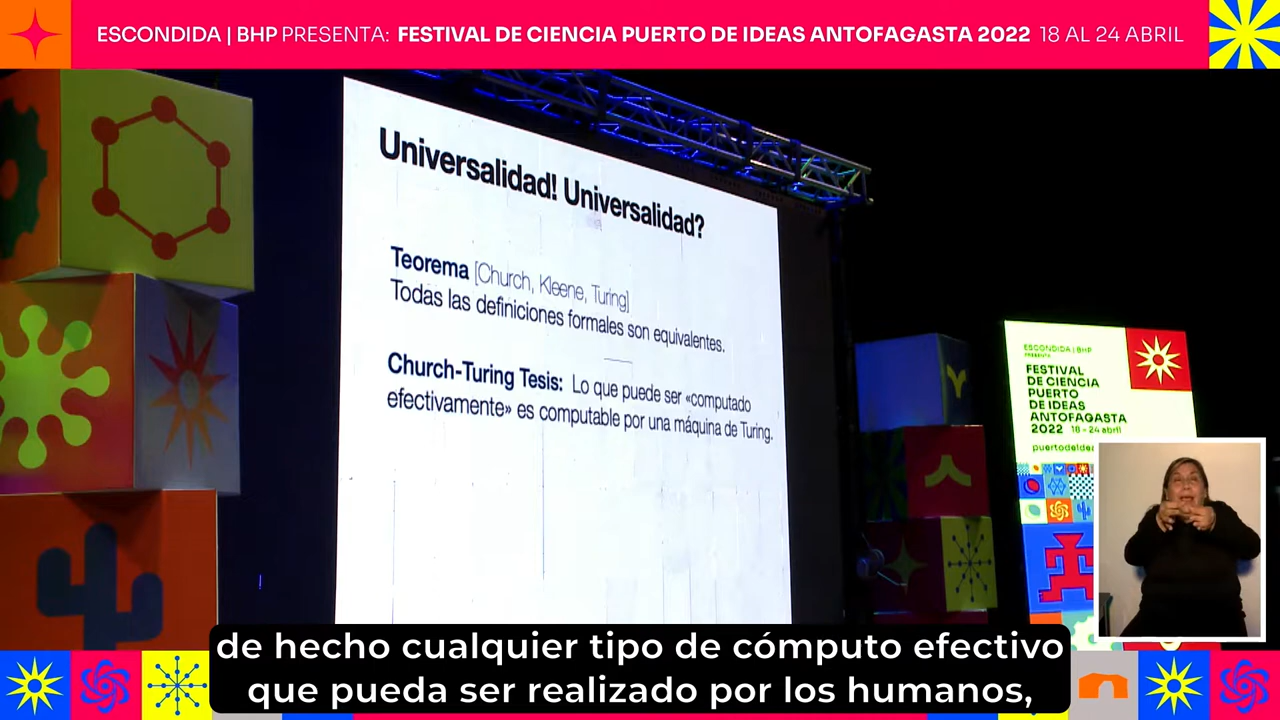 ESCONDIDA | BHP PRESENTA: FESTIVAL DE CIENCIA PUERTO DE IDEAS ANTOFAGASTA 2022 18 AL 24 ABRIL
Universalidad! Universalidad?
Teorema [Church, Kleene, Turing]
Todas las definiciones formales son equivalentes.
Church-Turing Tesis: Lo que puede ser «computado
efectivamente» es computable por una máquina de Turing.
ESCONDIDA | BHP
PRESENTA
FESTIVAL
DE CIENCIA
PUERTO
DE IDEAS
ANTOFAGASTA
2022 18 - 24 abril
de hecho cualquier tipo de cómputo efectivo
que pueda ser realizado por los humanos,